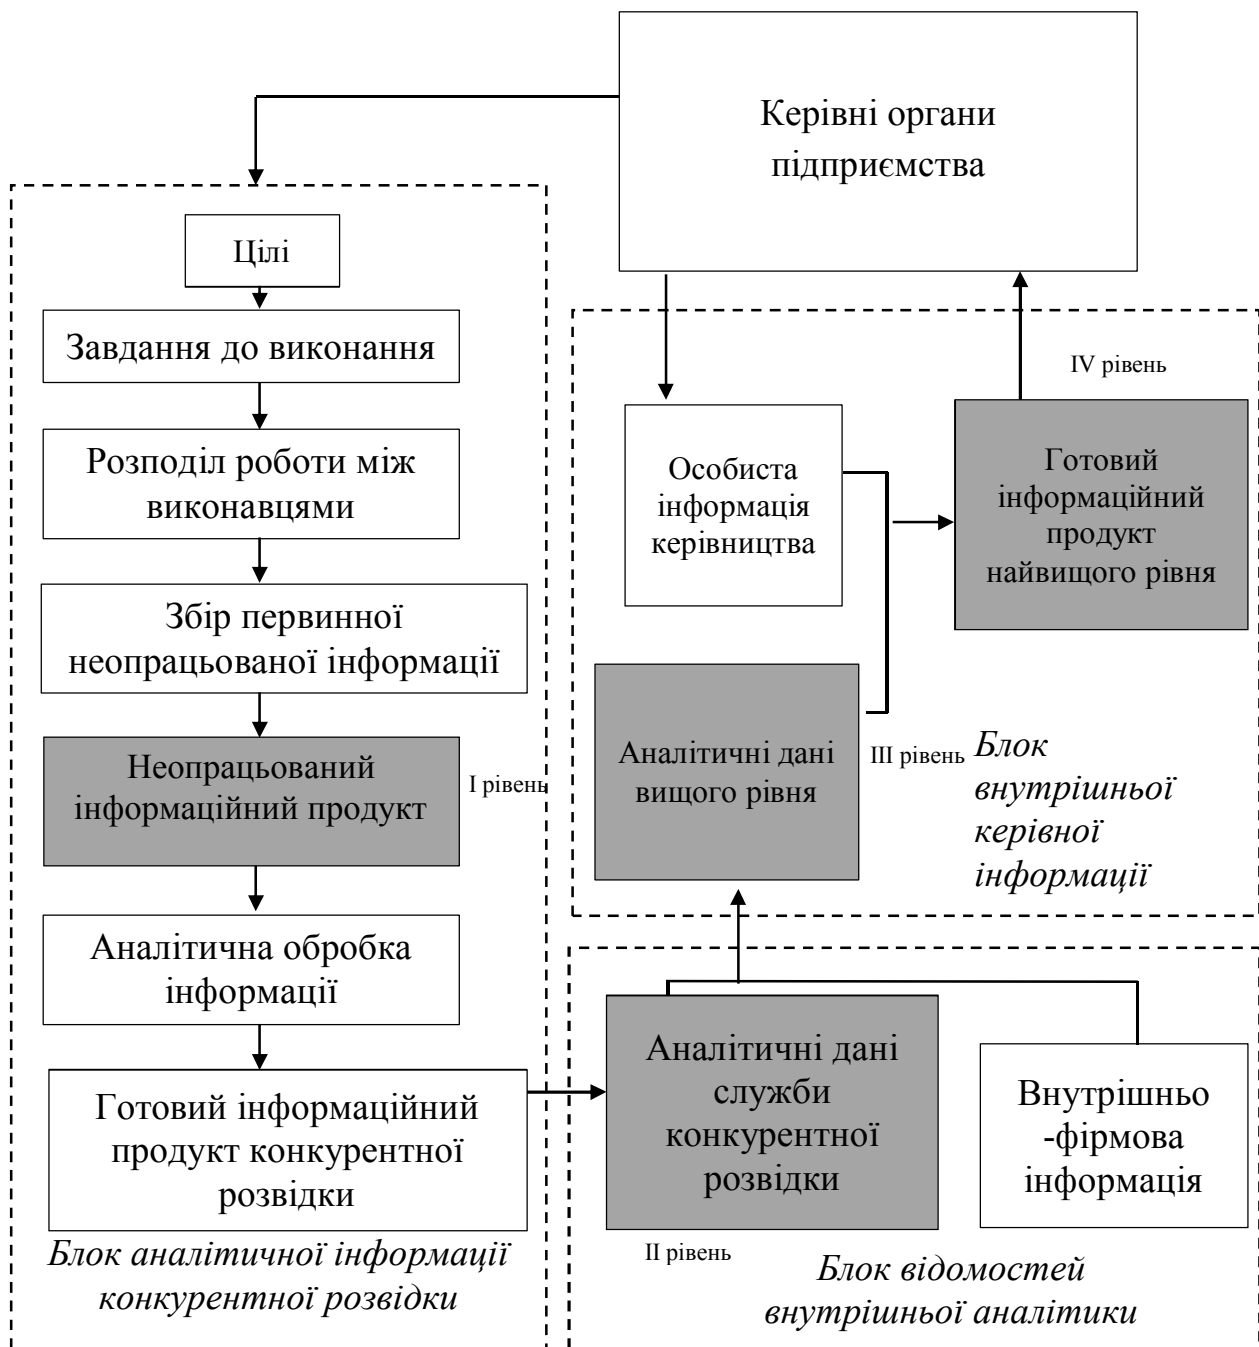 Керівні органи
підприємства
Цілі
Завдання до виконання
Розподіл роботи між
виконавцями
Збір первинної
неопрацьованої інформації
Неопрацьований
інформаційний продукт
I рівень
Аналітична обробка
інформації
Готовий інформаційний
продукт конкурентної
розвідки
Блок аналітичної інформації
конкурентної розвідки
IV рівень
Особиста
інформація
керівництва
Готовий
інформаційний
продукт
найвищого рівня
Аналітичні дані
вищого рівня
III рівень
Блок
внутрішньої
керівної
інформації
Аналітичні дані
служби
конкурентної
розвідки
II рівень
Внутрішньо
-фірмова
інформація
Блок відомостей
внутрішньої аналітики